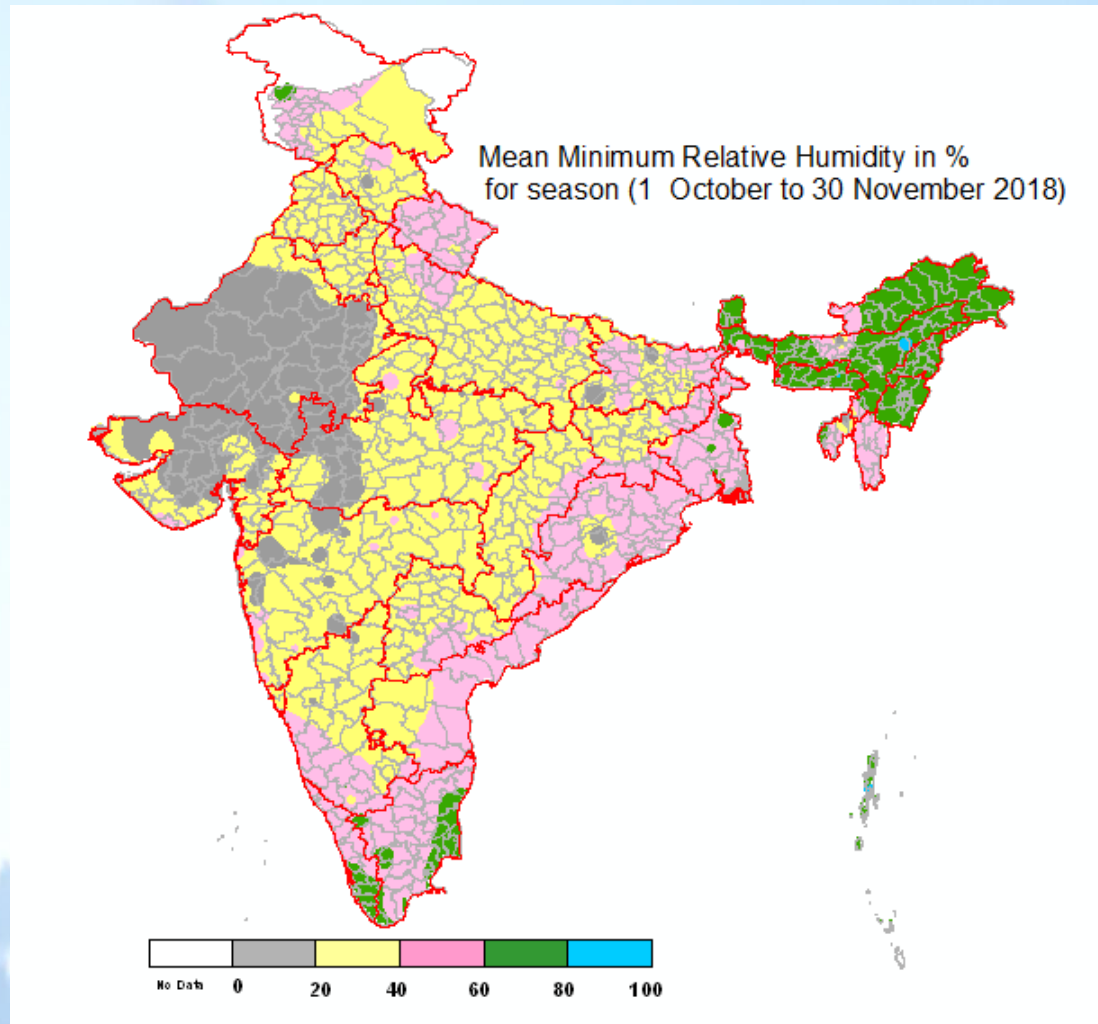 Mean Minimum Relative Humidity in %
for season (1 October to 30 November 2018)
No Data 0 20 40 60 80 100